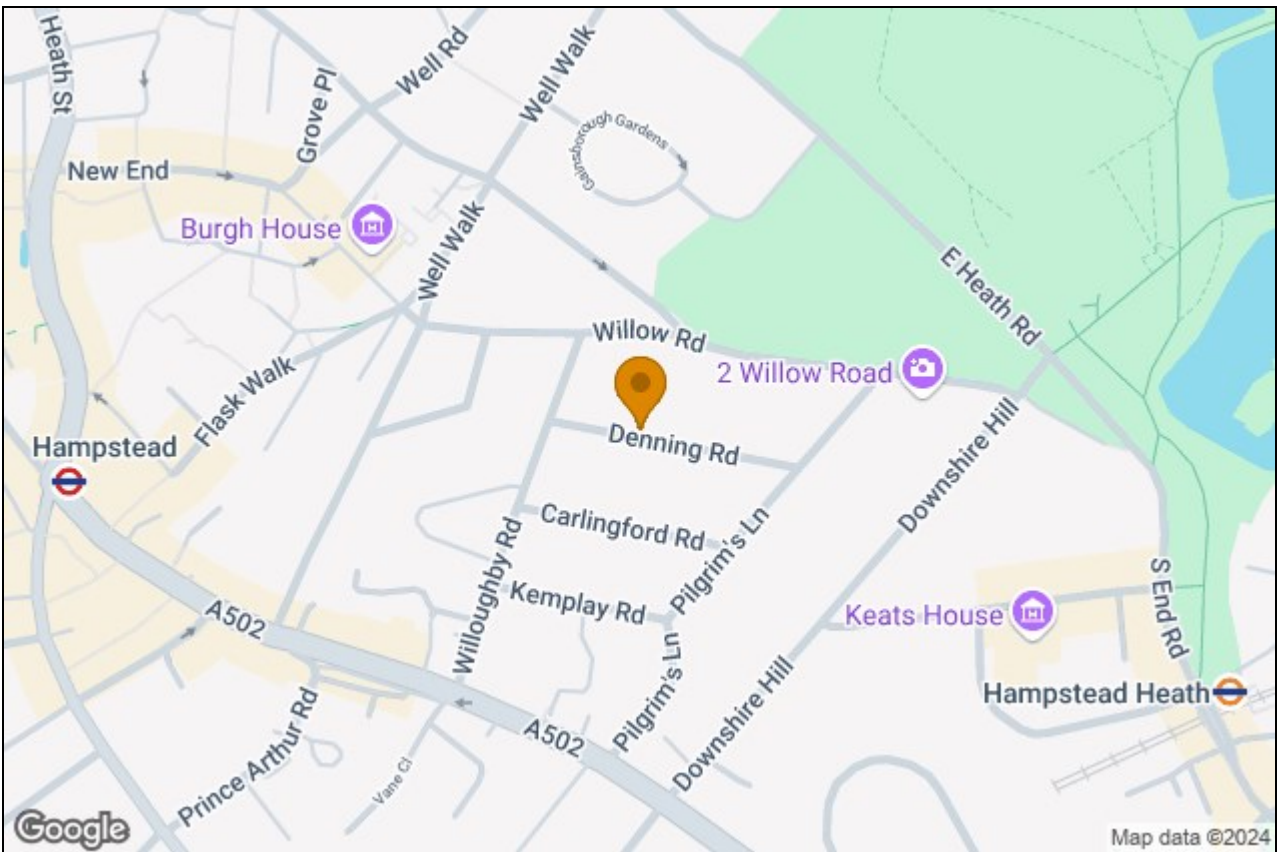 Heath St
Well Rd
Well Walk
Grove Pl
Gainsborough Gardens
New End
Burgh House
Well Walk
E Heath Rd
Willow Rd
2 Willow Road
Flask Walk
Hampstead
Denning Rd
Downshire Hill
Carlingford Rd
Pilgrim's Ln
Willoughby Rd
Kemplay Rd
S End Rd
Keats House
A502
Pilgrim's Ln
Downshire Hill
Hampstead Heath
Prince Arthur Rd
A502
Vane Cl
Google
Map data ©2024